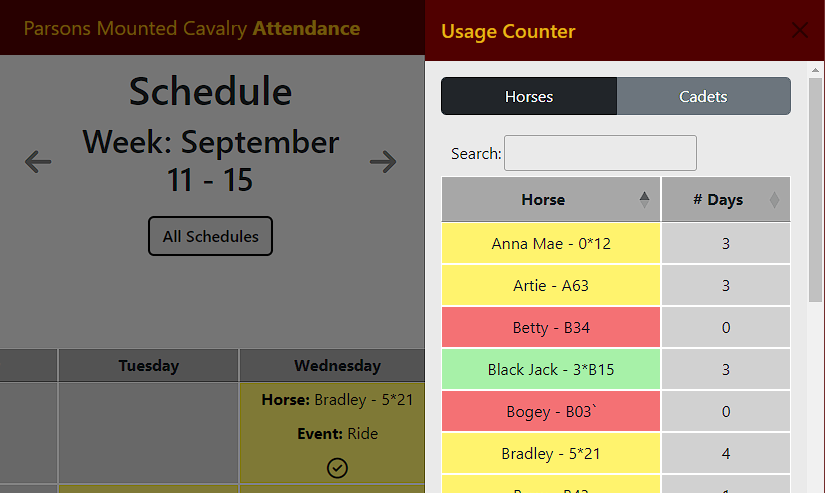 Parsons Mounted Cavalry Attendance
Schedule
Week: September
11 - 15
All Schedules
Tuesday
Wednesday
Horse: Bradley - 5*21
Event: Ride
Usage Counter
Horses
Cadets
Search:
Horse
# Days
Anna Mae - 0*12
3
Artie - A63
3
Betty - B34
0
Black Jack - 3*B15
3
Bogey - B03`
0
Bradley - 5*21
4